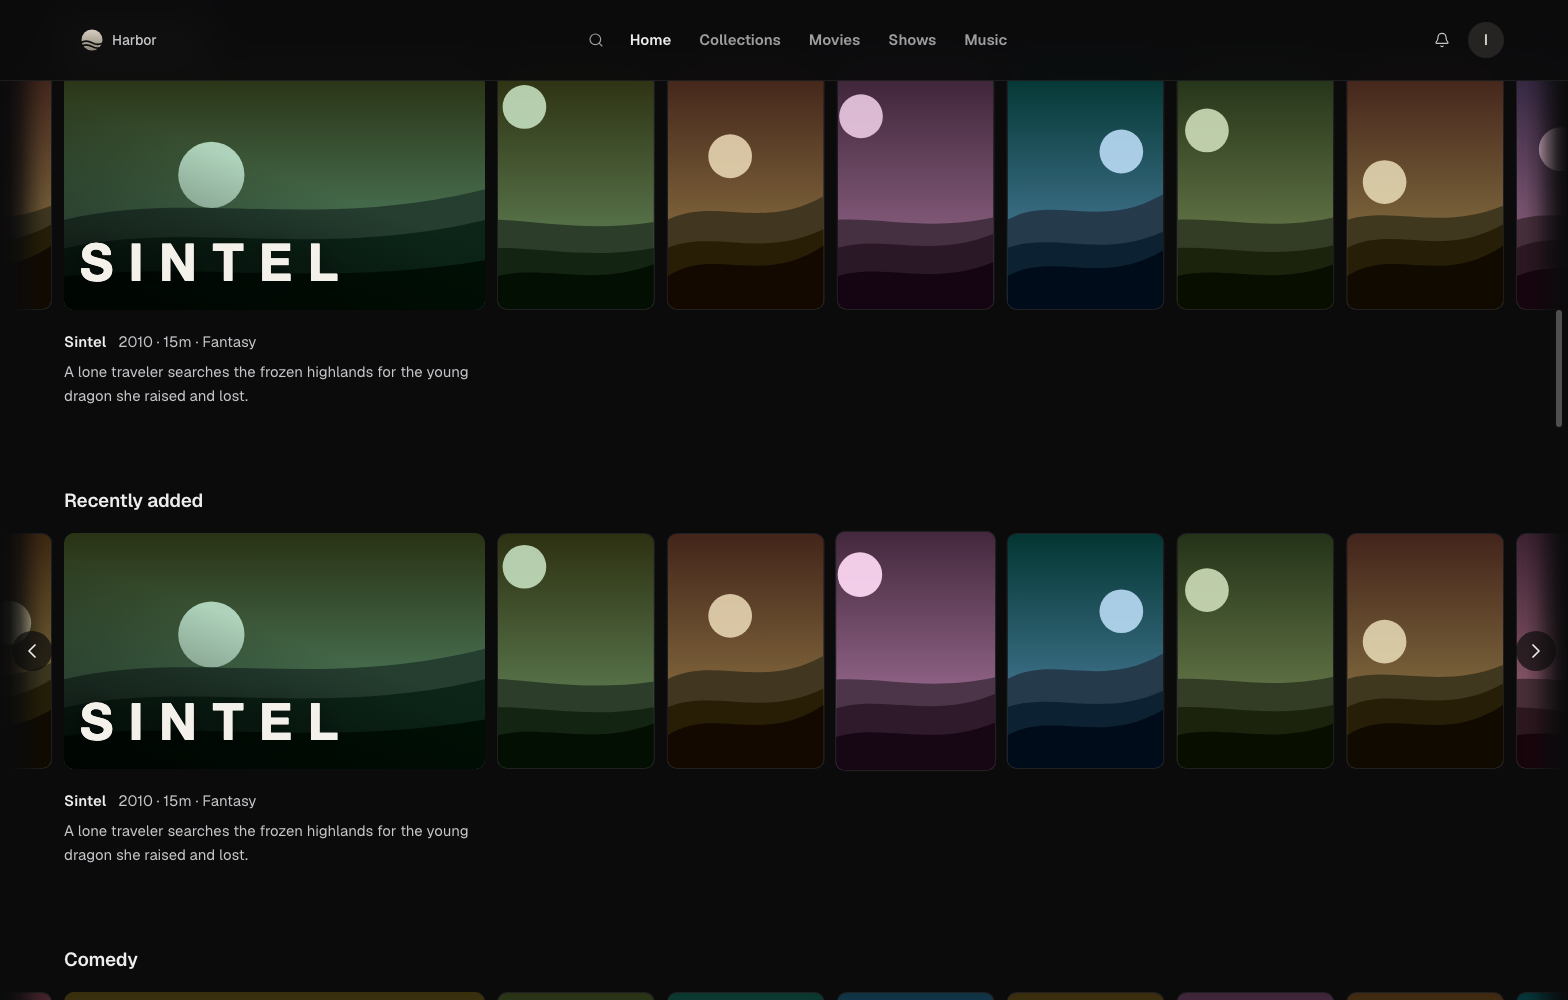 Harbor
Home
Collections
Movies
Shows
Music
I
SINTEL
Sintel 2010 · 15m · Fantasy
A lone traveler searches the frozen highlands for the young
dragon she raised and lost.
Recently added
SINTEL
Sintel 2010 · 15m · Fantasy
A lone traveler searches the frozen highlands for the young
dragon she raised and lost.
Comedy